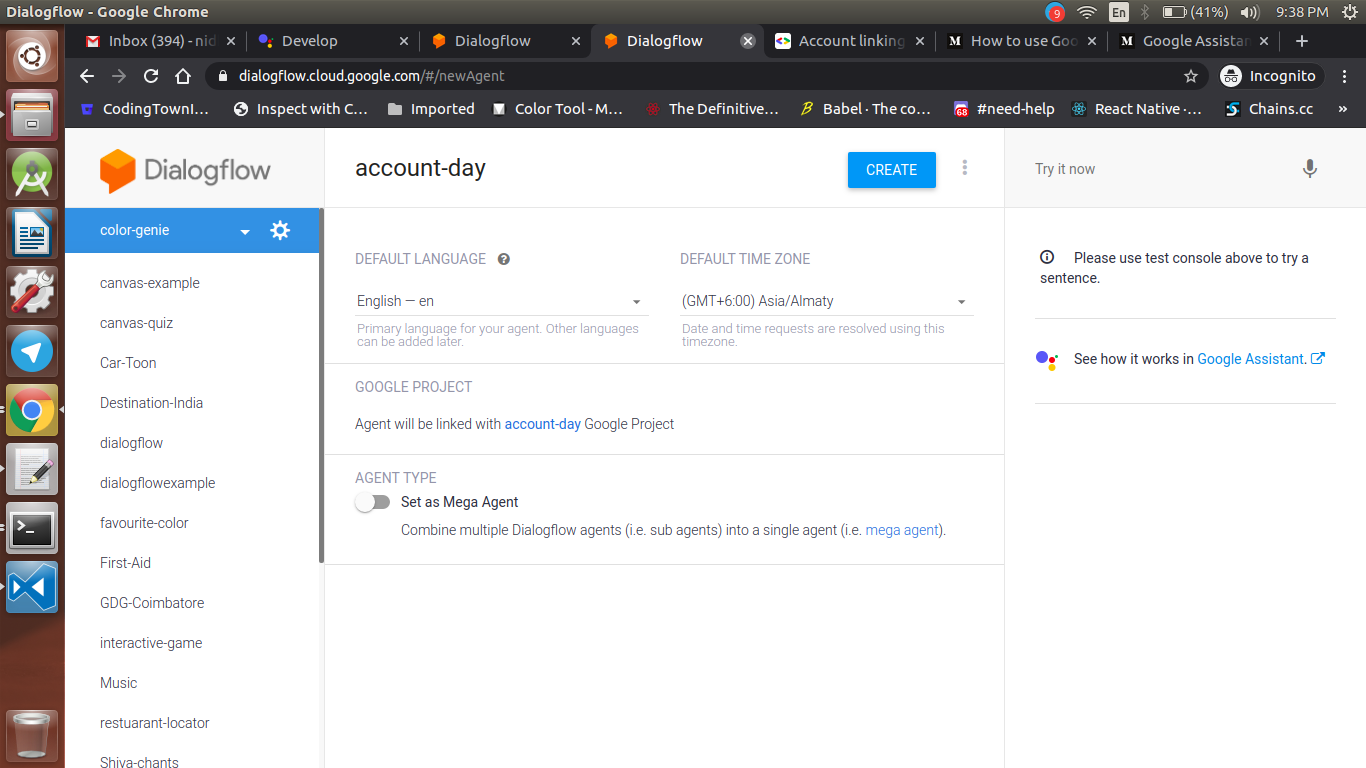 Dialogflow - Google Chrome
9
En
(41%)
9:38 PM
Inbox (394) - nid
Develop
Dialogflow
Dialogflow
Account linking
How to use Goo
Google Assistan
dialogflow.cloud.google.com/#/newAgent
Incognito
CodingTownI...
Inspect with C...
Imported
Color Tool - M...
The Definitive...
Babel · The co...
68
#need-help
React Native ·...
Chains.cc
»
Dialogflow
account-day
CREATE
Try it now
color-genie
canvas-example
canvas-quiz
Car-Toon
Destination-India
dialogflow
dialogflowexample
favourite-color
First-Aid
GDG-Coimbatore
interactive-game
Music
restuarant-locator
Shiva-chants
DEFAULT LANGUAGE
English — en
Primary language for your agent. Other languages
can be added later.
DEFAULT TIME ZONE
(GMT+6:00) Asia/Almaty
Date and time requests are resolved using this
timezone.
GOOGLE PROJECT
Agent will be linked with account-day Google Project
AGENT TYPE
Set as Mega Agent
Combine multiple Dialogflow agents (i.e. sub agents) into a single agent (i.e. mega agent).
Please use test console above to try a
sentence.
See how it works in Google Assistant.